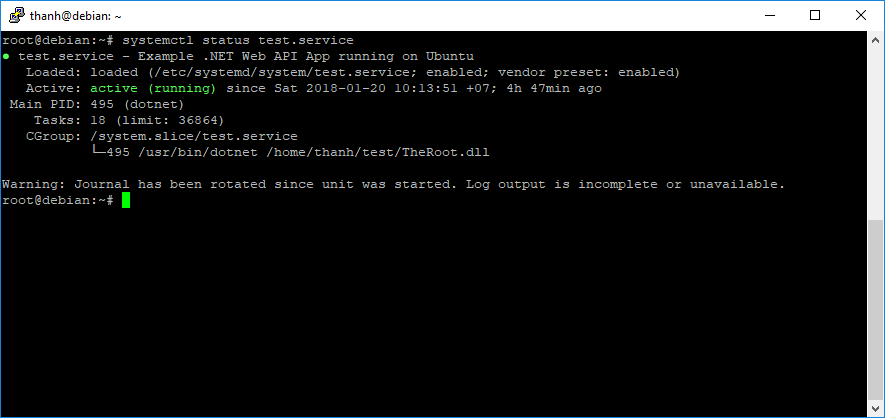 thanh@debian: ~
root@debian:~# systemctl status test.service
● test.service - Example .NET Web API App running on Ubuntu
Loaded: loaded (/etc/systemd/system/test.service; enabled; vendor preset: enabled)
Active: active (running) since Sat 2018-01-20 10:13:51 +07; 4h 47min ago
Main PID: 495 (dotnet)
Tasks: 18 (limit: 36864)
CGroup: /system.slice/test.service
└─495 /usr/bin/dotnet /home/thanh/test/TheRoot.dll
Warning: Journal has been rotated since unit was started. Log output is incomplete or unavailable.
root@debian:~#